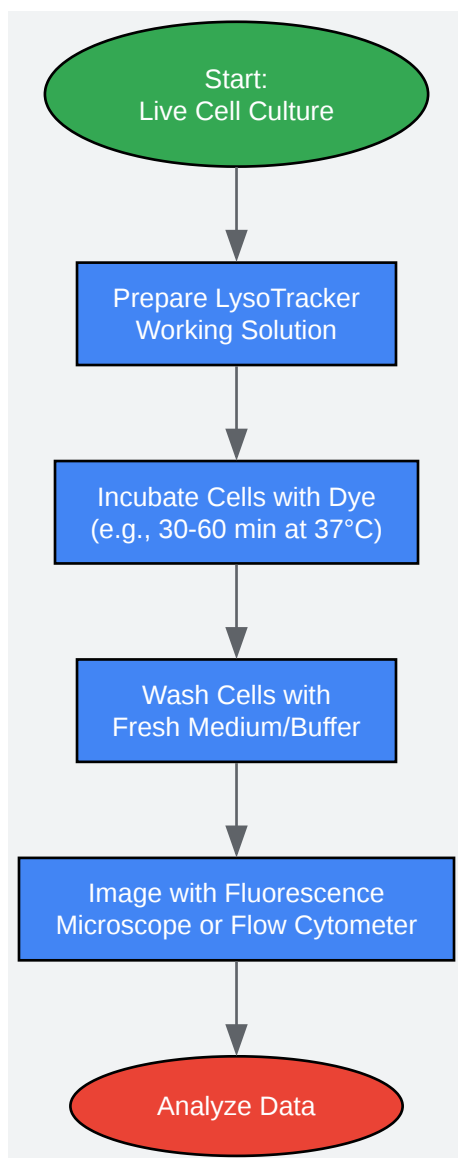 Start:
Live Cell Culture
Prepare LysoTracker
Working Solution
Incubate Cells with Dye
(e.g., 30-60 min at 37°C)
Wash Cells with
Fresh Medium/Buffer
Image with Fluorescence
Microscope or Flow Cytometer
Analyze Data